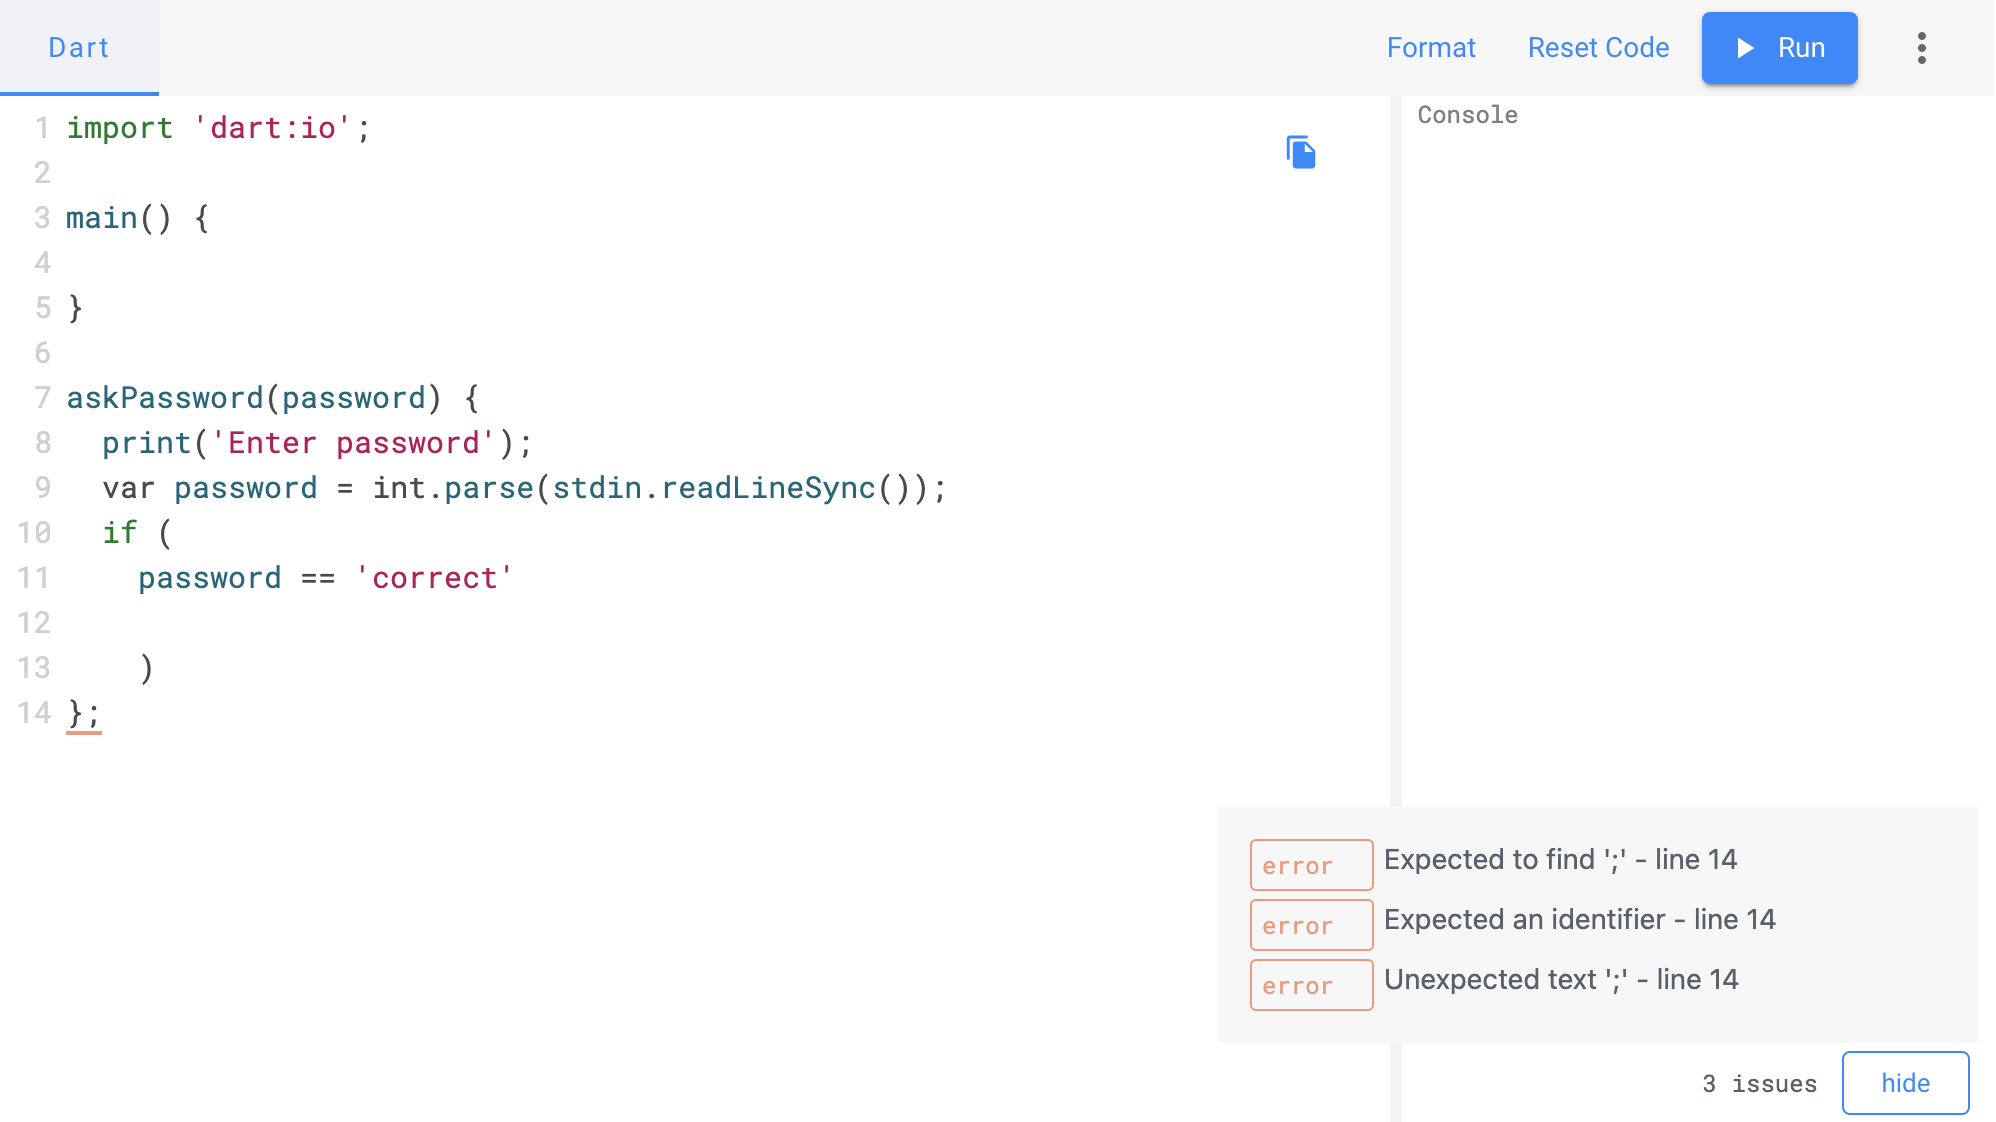 Dart
Format
Reset Code
Run
1 import 'dart:io';
2
3 main() {
4
5 }
6
7 askPassword(password) {
8   print('Enter password');
9   var password = int.parse(stdin.readLineSync());
10   if (
11     password == 'correct'
12
13     )
14 };
Console
error Expected to find ';' - line 14
error Expected an identifier - line 14
error Unexpected text ';' - line 14
3 issues
hide